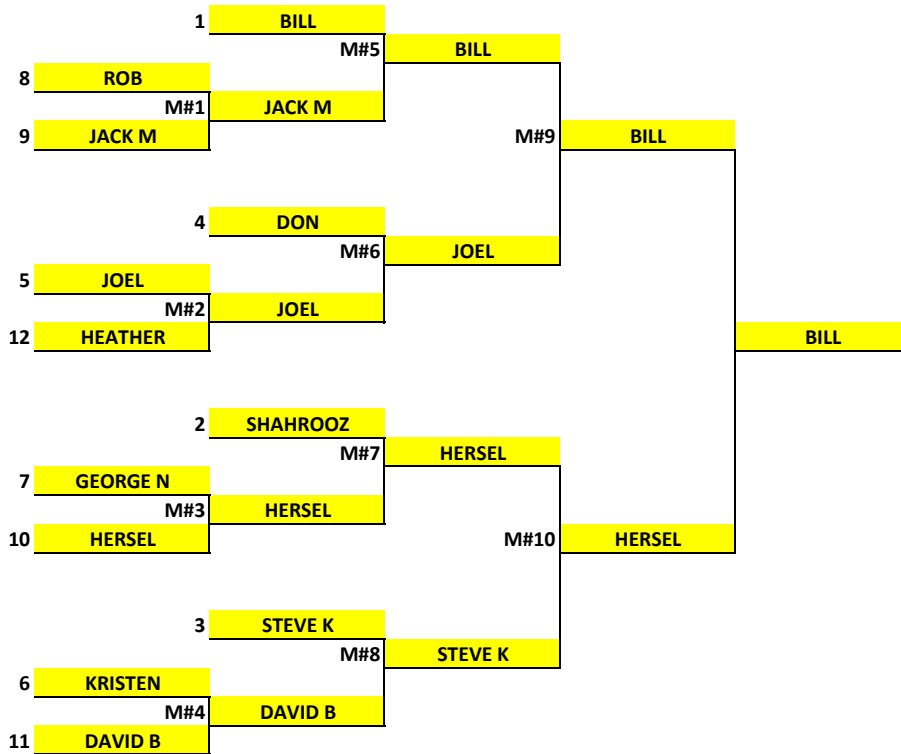 1 BILL
M#5 BILL
8 ROB
M#1 JACK M
9 JACK M
M#9 BILL
4 DON
M#6 JOEL
5 JOEL
M#2 JOEL
12 HEATHER
BILL
2 SHAHROOZ
M#7 HERSEL
7 GEORGE N
M#3 HERSEL
10 HERSEL
M#10 HERSEL
3 STEVE K
M#8 STEVE K
6 KRISTEN
M#4 DAVID B
11 DAVID B